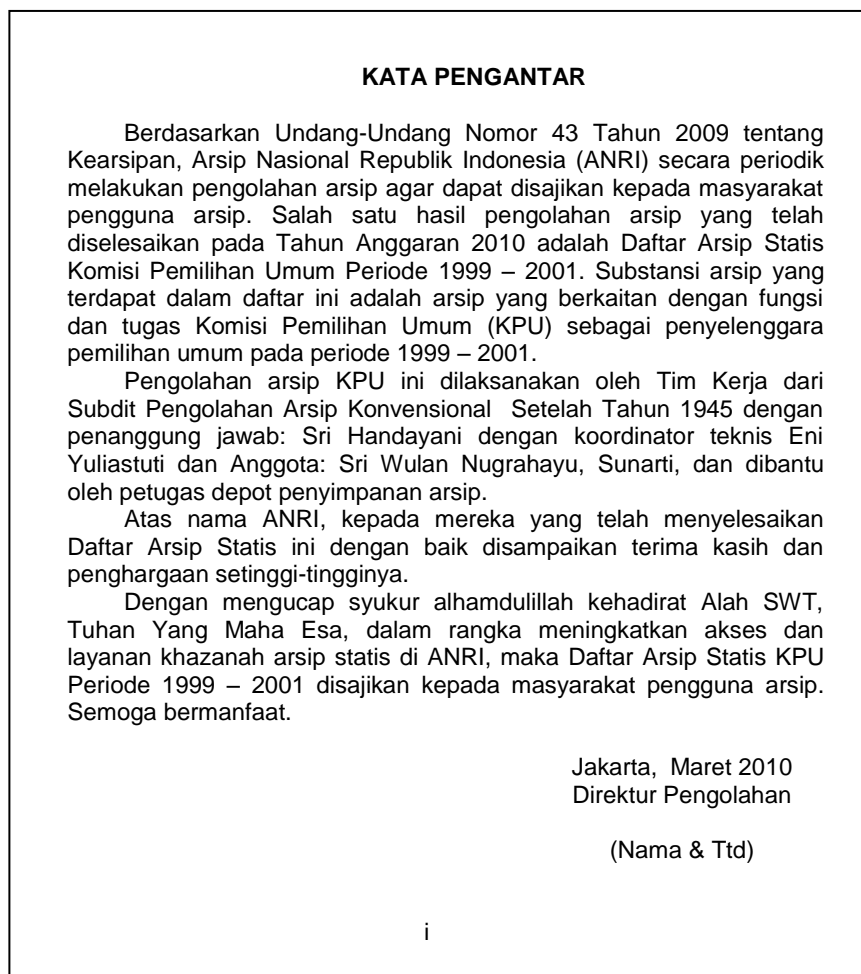 KATA PENGANTAR
Berdasarkan Undang-Undang Nomor 43 Tahun 2009 tentang
Kearsipan, Arsip Nasional Republik Indonesia (ANRI) secara periodik
melakukan pengolahan arsip agar dapat disajikan kepada masyarakat
pengguna arsip. Salah satu hasil pengolahan arsip yang telah
diselesaikan pada Tahun Anggaran 2010 adalah Daftar Arsip Statis
Komisi Pemilihan Umum Periode 1999 – 2001. Substansi arsip yang
terdapat dalam daftar ini adalah arsip yang berkaitan dengan fungsi
dan tugas Komisi Pemilihan Umum (KPU) sebagai penyelenggara
pemilihan umum pada periode 1999 – 2001.
Pengolahan arsip KPU ini dilaksanakan oleh Tim Kerja dari
Subdit Pengolahan Arsip Konvensional Setelah Tahun 1945 dengan
penanggung jawab: Sri Handayani dengan koordinator teknis Eni
Yuliastuti dan Anggota: Sri Wulan Nugrahayu, Sunarti, dan dibantu
oleh petugas depot penyimpanan arsip.
Atas nama ANRI, kepada mereka yang telah menyelesaikan
Daftar Arsip Statis ini dengan baik disampaikan terima kasih dan
penghargaan setinggi-tingginya.
Dengan mengucap syukur alhamdulillah kehadirat Alah SWT,
Tuhan Yang Maha Esa, dalam rangka meningkatkan akses dan
layanan khazanah arsip statis di ANRI, maka Daftar Arsip Statis KPU
Periode 1999 – 2001 disajikan kepada masyarakat pengguna arsip.
Semoga bermanfaat.
Jakarta, Maret 2010
Direktur Pengolahan
(Nama & Ttd)
i